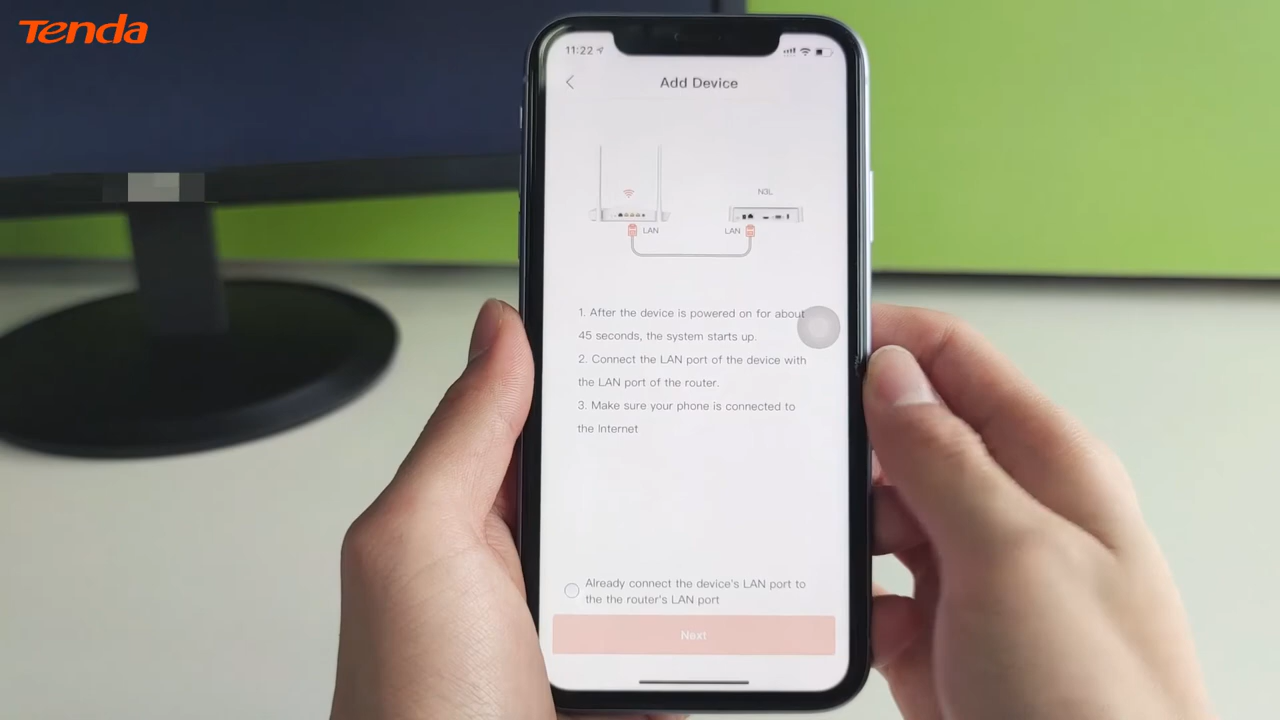 Tenda
11:22
Add Device
N3L
LAN
LAN
1. After the device is powered on for about
45 seconds, the system starts up.
2. Connect the LAN port of the device with
the LAN port of the router.
3. Make sure your phone is connected to
the Internet
Already connect the device's LAN port to
the the router's LAN port
Next